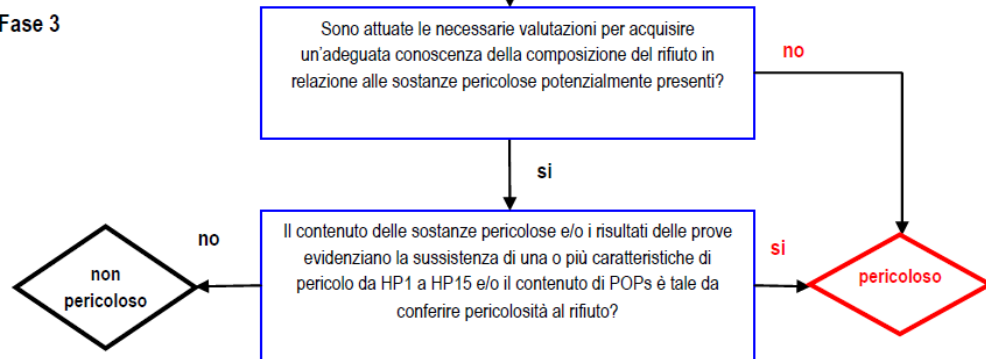 Fase 3
Sono attuate le necessarie valutazioni per acquisire
un'adeguata conoscenza della composizione del rifiuto in
relazione alle sostanze pericolose potenzialmente presenti?
no
si
Il contenuto delle sostanze pericolose e/o i risultati delle prove
evidenziano la sussistenza di una o più caratteristiche di
pericolo da HP1 a HP15 e/o il contenuto di POPs è tale da
conferire pericolosità al rifiuto?
no
non
pericoloso
si
pericoloso